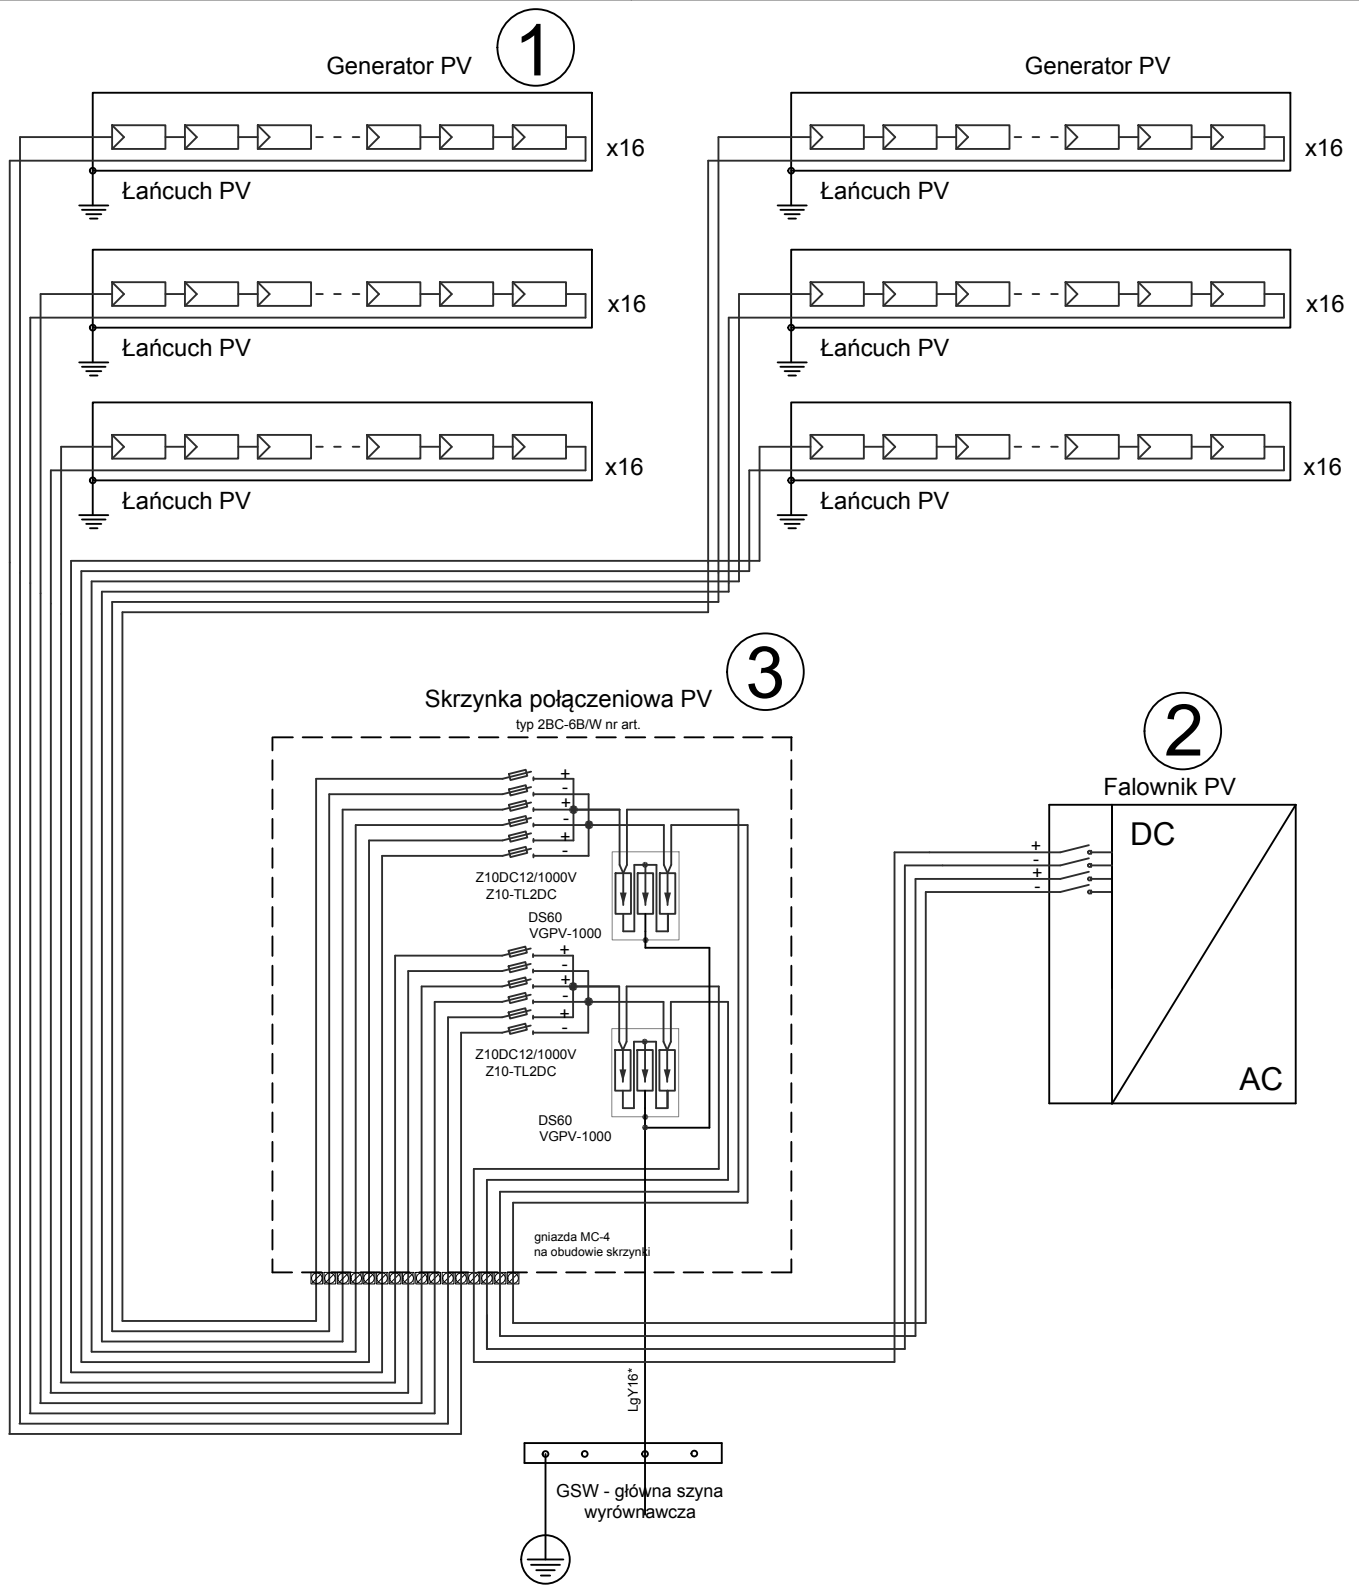 1
Generator PV
Generator PV
x16
x16
Łańcuch PV
Łańcuch PV
x16
x16
Łańcuch PV
Łańcuch PV
x16
x16
Łańcuch PV
Łańcuch PV
3
Skrzynka połączeniowa PV
typ 2BC-6B/W nr art.
2
Falownik PV
+
-
+
-
+
-
Z10DC12/1000V
Z10-TL2DC
DS60
VGPV-1000
+
-
+
-
+
-
Z10DC12/1000V
Z10-TL2DC
DS60
VGPV-1000
+
-
+
-
DC
AC
gniazda MC-4
na obudowie skrzynki
LgY16*
GSW - główna szyna
wyrównawcza